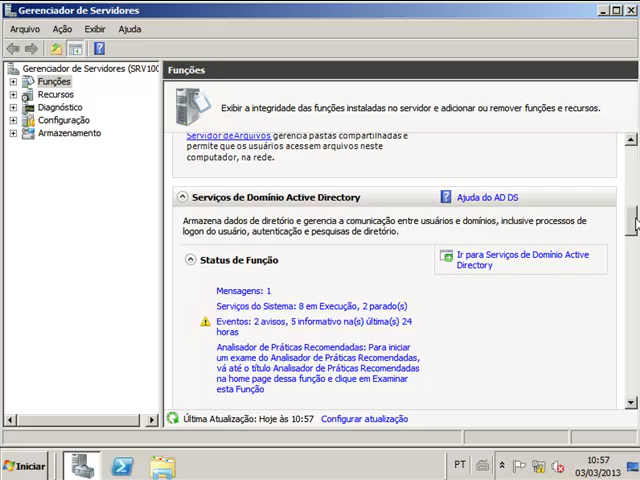 Gerenciador de Servidores
Arquivo Ação Exibir Ajuda
Gerenciador de Servidores (SRV100
Funções
Recursos
Diagnóstico
Configuração
Armazenamento
Funções
Exibir a integridade das funções instaladas no servidor e adicionar ou remover funções e recursos.
Servidor de Arquivos gerencia pastas compartilhadas e
permite que os usuários acessem arquivos neste
computador, na rede.
Serviços de Domínio Active Directory
Ajuda do AD DS
Armazena dados de diretório e gerencia a comunicação entre usuários e domínios, inclusive processos de
logon do usuário, autenticação e pesquisas de diretório.
Status de Função
Ir para Serviços de Domínio Active
Directory
Mensagens: 1
Serviços do Sistema: 8 em Execução, 2 parado(s)
Eventos: 2 avisos, 5 informativo na(s) última(s) 24
horas
Analisador de Práticas Recomendadas: Para iniciar
um exame do Analisador de Práticas Recomendadas,
vá até o título Analisador de Práticas Recomendadas
na home page dessa função e clique em Examinar
esta Função
Última Atualização: Hoje às 10:57 Configurar atualização
Iniciar
PT
10:57
03/03/2013